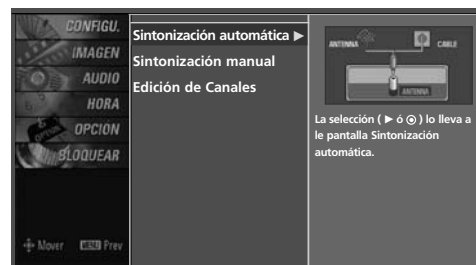 CONFIGU.
IMAGEN
AUDIO
HORA
OPCION
BLOQUEAR
Mover MENU Prev
Sintonización automática ▶
Sintonización manual
Edición de Canales
ANTENNA CABLE
ANTENNA
La selección ( ▶ ó ◉ ) lo lleva a
le pantalla Sintonización
automática.